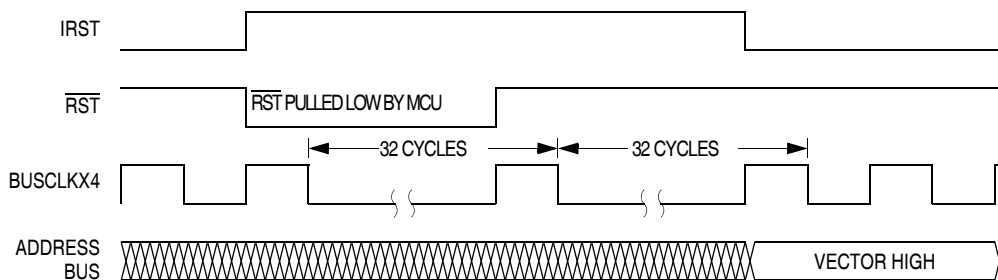 IRST
RST
RST PULLED LOW BY MCU
32 CYCLES
32 CYCLES
BUSCLKX4
ADDRESS
BUS
VECTOR HIGH